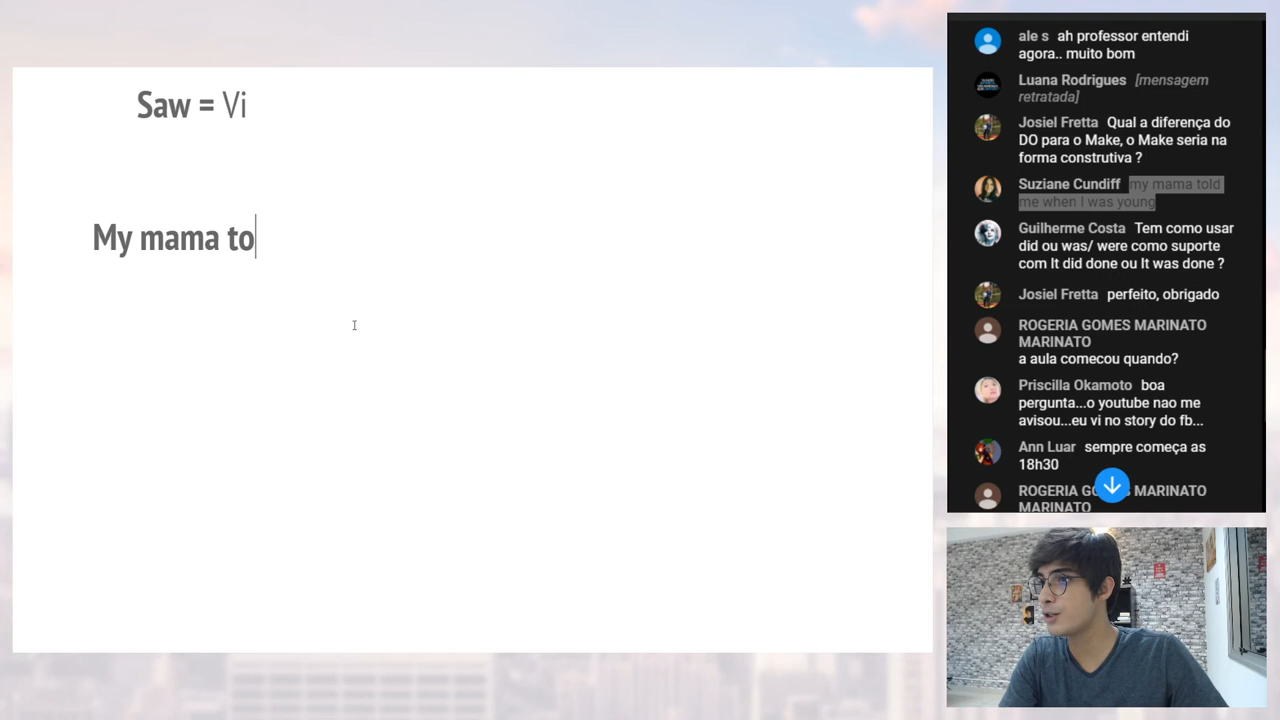 Saw = Vi
My mama to
ale s ah professor entendi
agora.. muito bom
Luana Rodrigues [mensagem
retratada]
Josiel Fretta Qual a diferença do
DO para o Make, o Make seria na
forma construtiva ?
Suziane Cundiff my mama told
me when I was young
Guilherme Costa Tem como usar
did ou was/ were como suporte
com It did done ou It was done ?
Josiel Fretta perfeito, obrigado
ROGERIA GOMES MARINATO
MARINATO
a aula comecou quando?
Priscilla Okamoto boa
pergunta...o youtube nao me
avisou...eu vi no story do fb...
Ann Luar sempre começa as
18h30
ROGERIA MARINATO
MARINATO